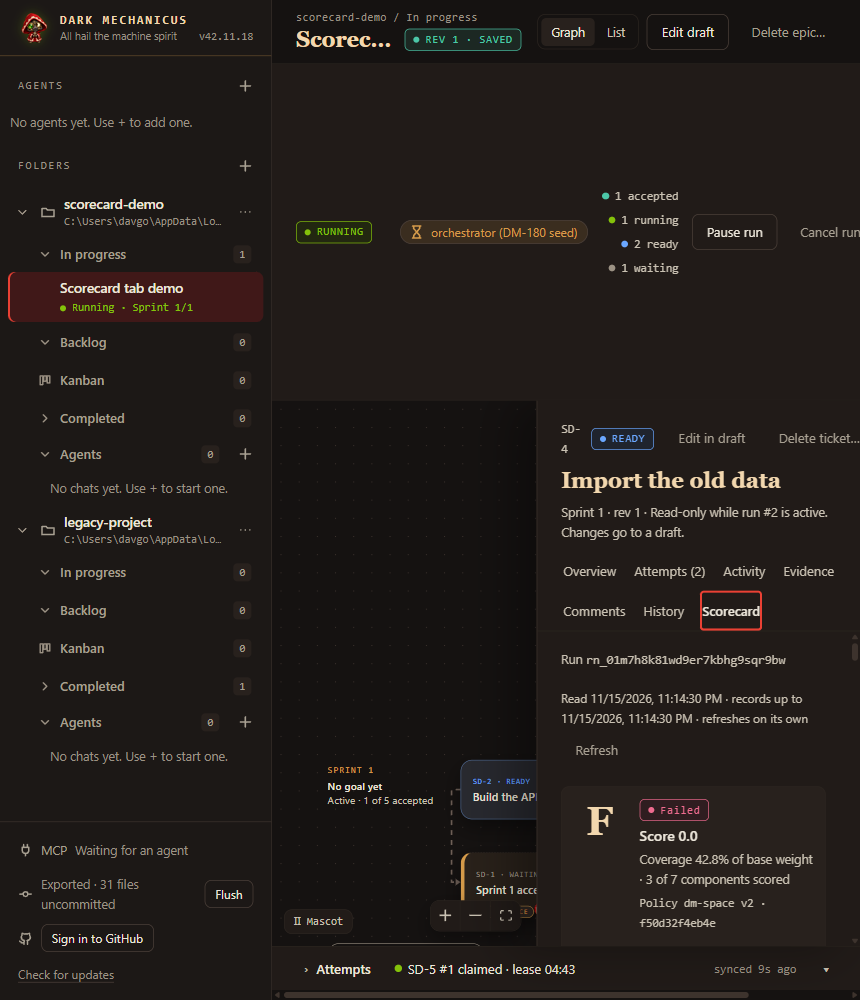 DARK MECHANICUS
All hail the machine spirit v42.11.18
AGENTS
No agents yet. Use + to add one.
FOLDERS
scorecard-demo
C:\Users\davgo\AppData\Lo…
In progress 1
Scorecard tab demo
Running · Sprint 1/1
Backlog 0
Kanban 0
Completed 0
Agents 0
No chats yet. Use + to start one.
legacy-project
C:\Users\davgo\AppData\Lo…
In progress 0
Backlog 0
Kanban 0
Completed 1
Agents 0
No chats yet. Use + to start one.
MCP Waiting for an agent
Exported · 31 files
uncommitted
Flush
Sign in to GitHub
Check for updates
scorecard-demo / In progress
Scorec…
REV 1 · SAVED
Graph List
Edit draft
Delete epic…
RUNNING
orchestrator (DM-180 seed)
1 accepted
1 running
2 ready
1 waiting
Pause run
Cancel run
SPRINT 1
No goal yet
Active · 1 of 5 accepted
SD-2 · READY
Build the API
SD-1 · WAITIN
Sprint 1 acce
Mascot
SD-
4
READY
Edit in draft
Delete ticket…
Import the old data
Sprint 1 · rev 1 · Read-only while run #2 is active.
Changes go to a draft.
Overview Attempts (2) Activity Evidence
Comments History Scorecard
Run rn_01m7h8k81wd9er7kbhg9sqr9bw
Read 11/15/2026, 11:14:30 PM · records up to
11/15/2026, 11:14:30 PM · refreshes on its own
Refresh
F
Failed
Score 0.0
Coverage 42.8% of base weight
· 3 of 7 components scored
Policy dm-space v2 ·
f50d32f4eb4e
Attempts
SD-5 #1 claimed · lease 04:43
synced 9s ago